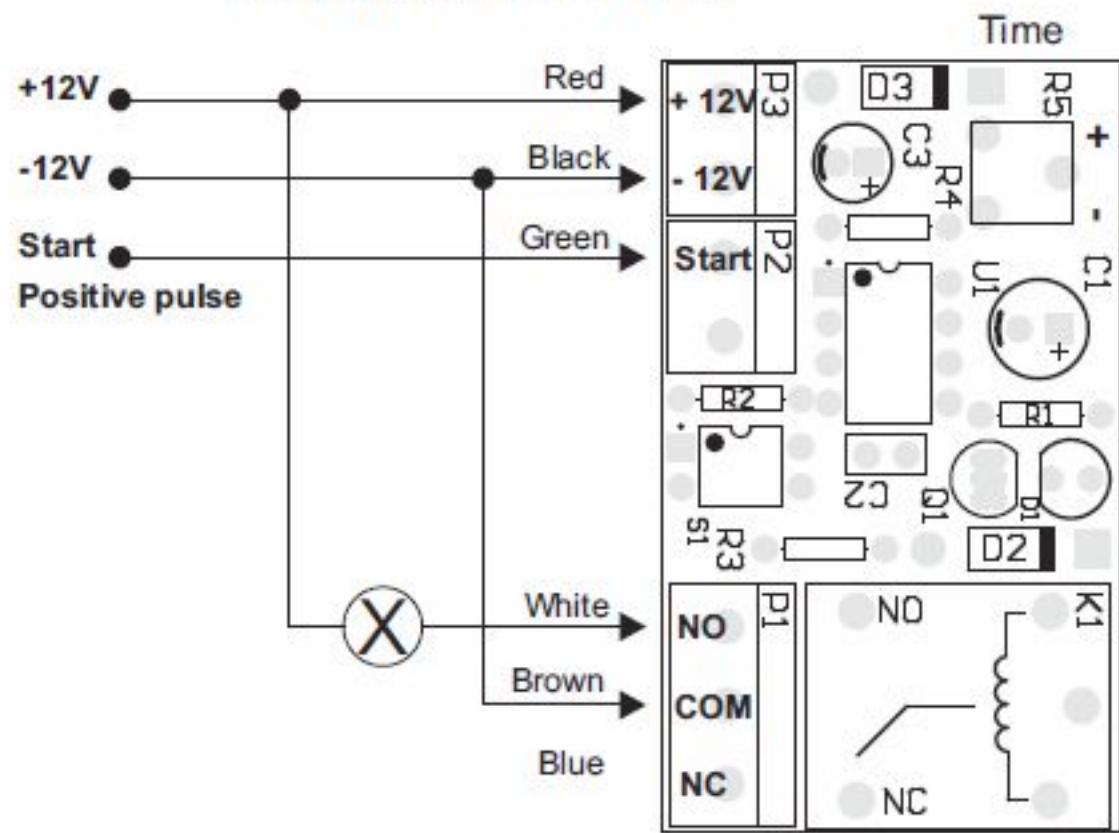 Time
+12V
Red
+ 12V
P3
D3
R5
+
-
-12V
Black
- 12V
C3
+
R4
Start
Green
Start
P2
Positive pulse
U1
C1
+
R2
R1
C2
Q1
D1
S1
R3
D2
X
White
NO
P1
NO
K1
Brown
COM
Blue
NC
NC